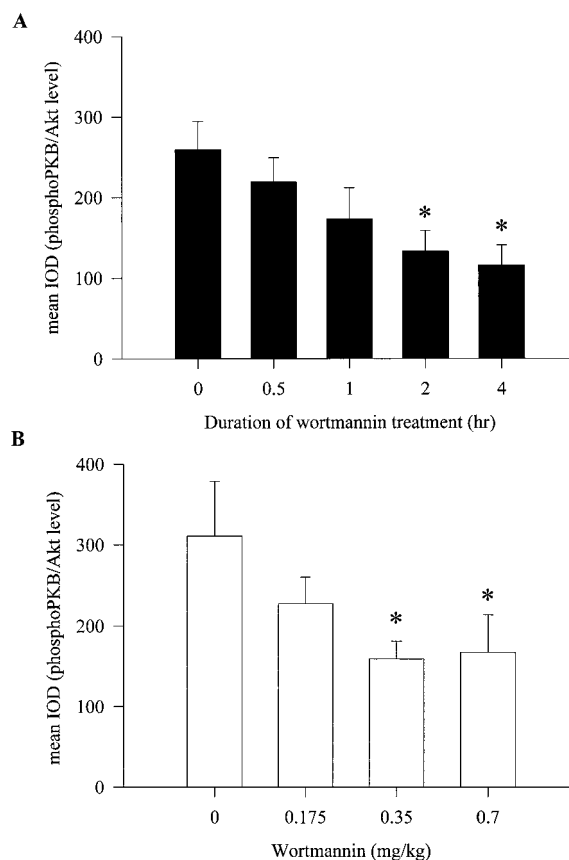 A
mean IOD (phosphoPKB/Akt level)
400
300
200
100
0
* *
0 0.5 1 2 4
Duration of wortmannin treatment (hr)
B
mean IOD (phosphoPKB/Akt level)
400
300
200
100
0
* *
0 0.175 0.35 0.7
Wortmannin (mg/kg)